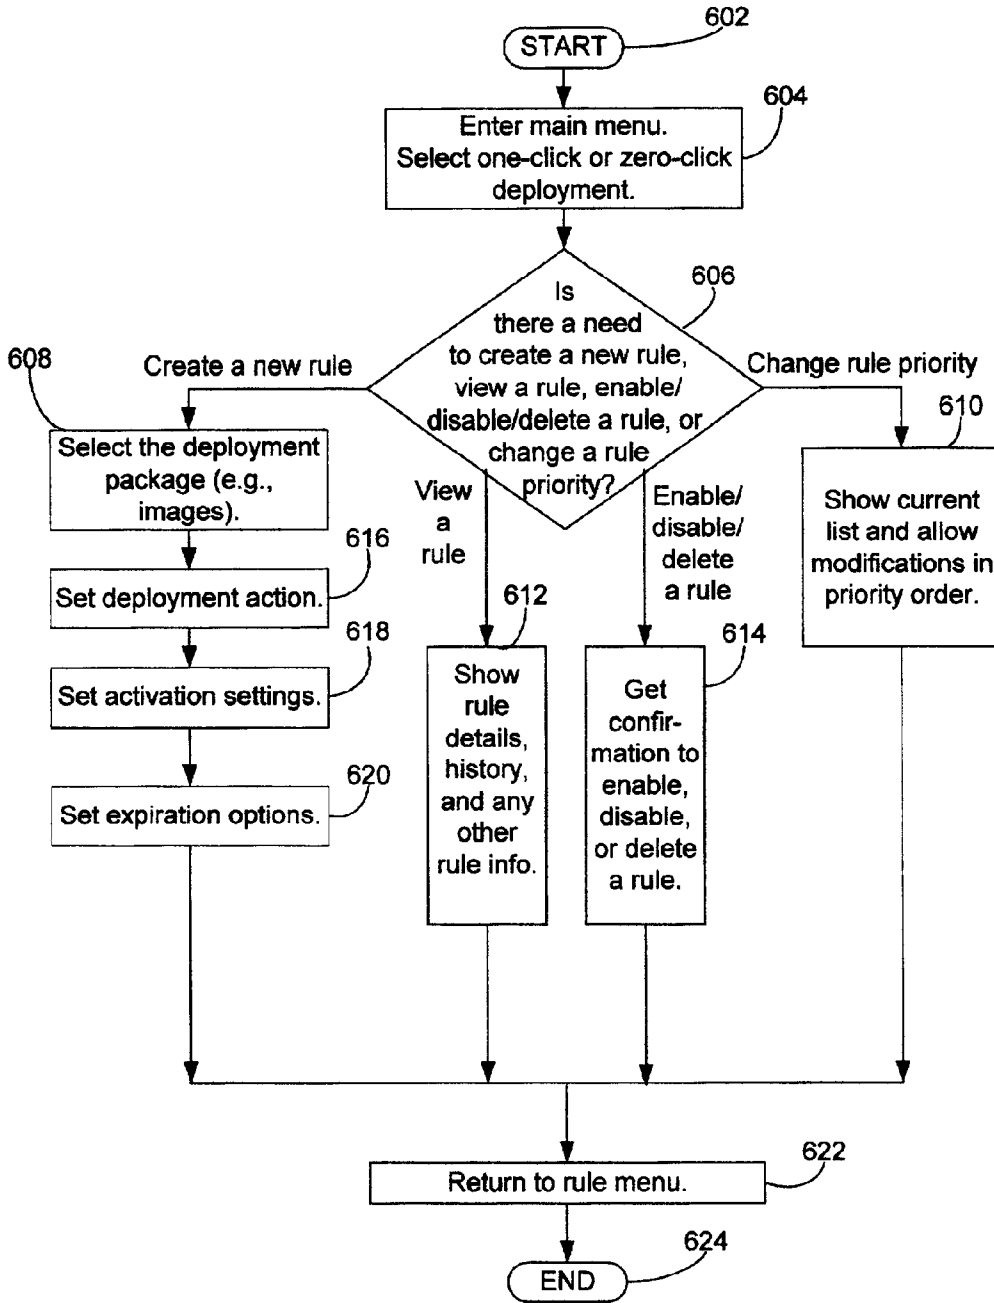 602
START
604
Enter main menu.
Select one-click or zero-click
deployment.
606
Is
there a need
to create a new rule,
view a rule, enable/
disable/delete a rule, or
change a rule
priority?
608
Create a new rule
Change rule priority
610
Select the deployment
package (e.g.,
images).
View
a
rule
Enable/
disable/
delete
a rule
Show current
list and allow
modifications in
priority order.
616
Set deployment action.
618
612
614
Set activation settings.
620
Set expiration options.
Show
rule
details,
history,
and any
other
rule info.
Get
confir-
mation to
enable,
disable,
or delete
a rule.
622
Return to rule menu.
624
END